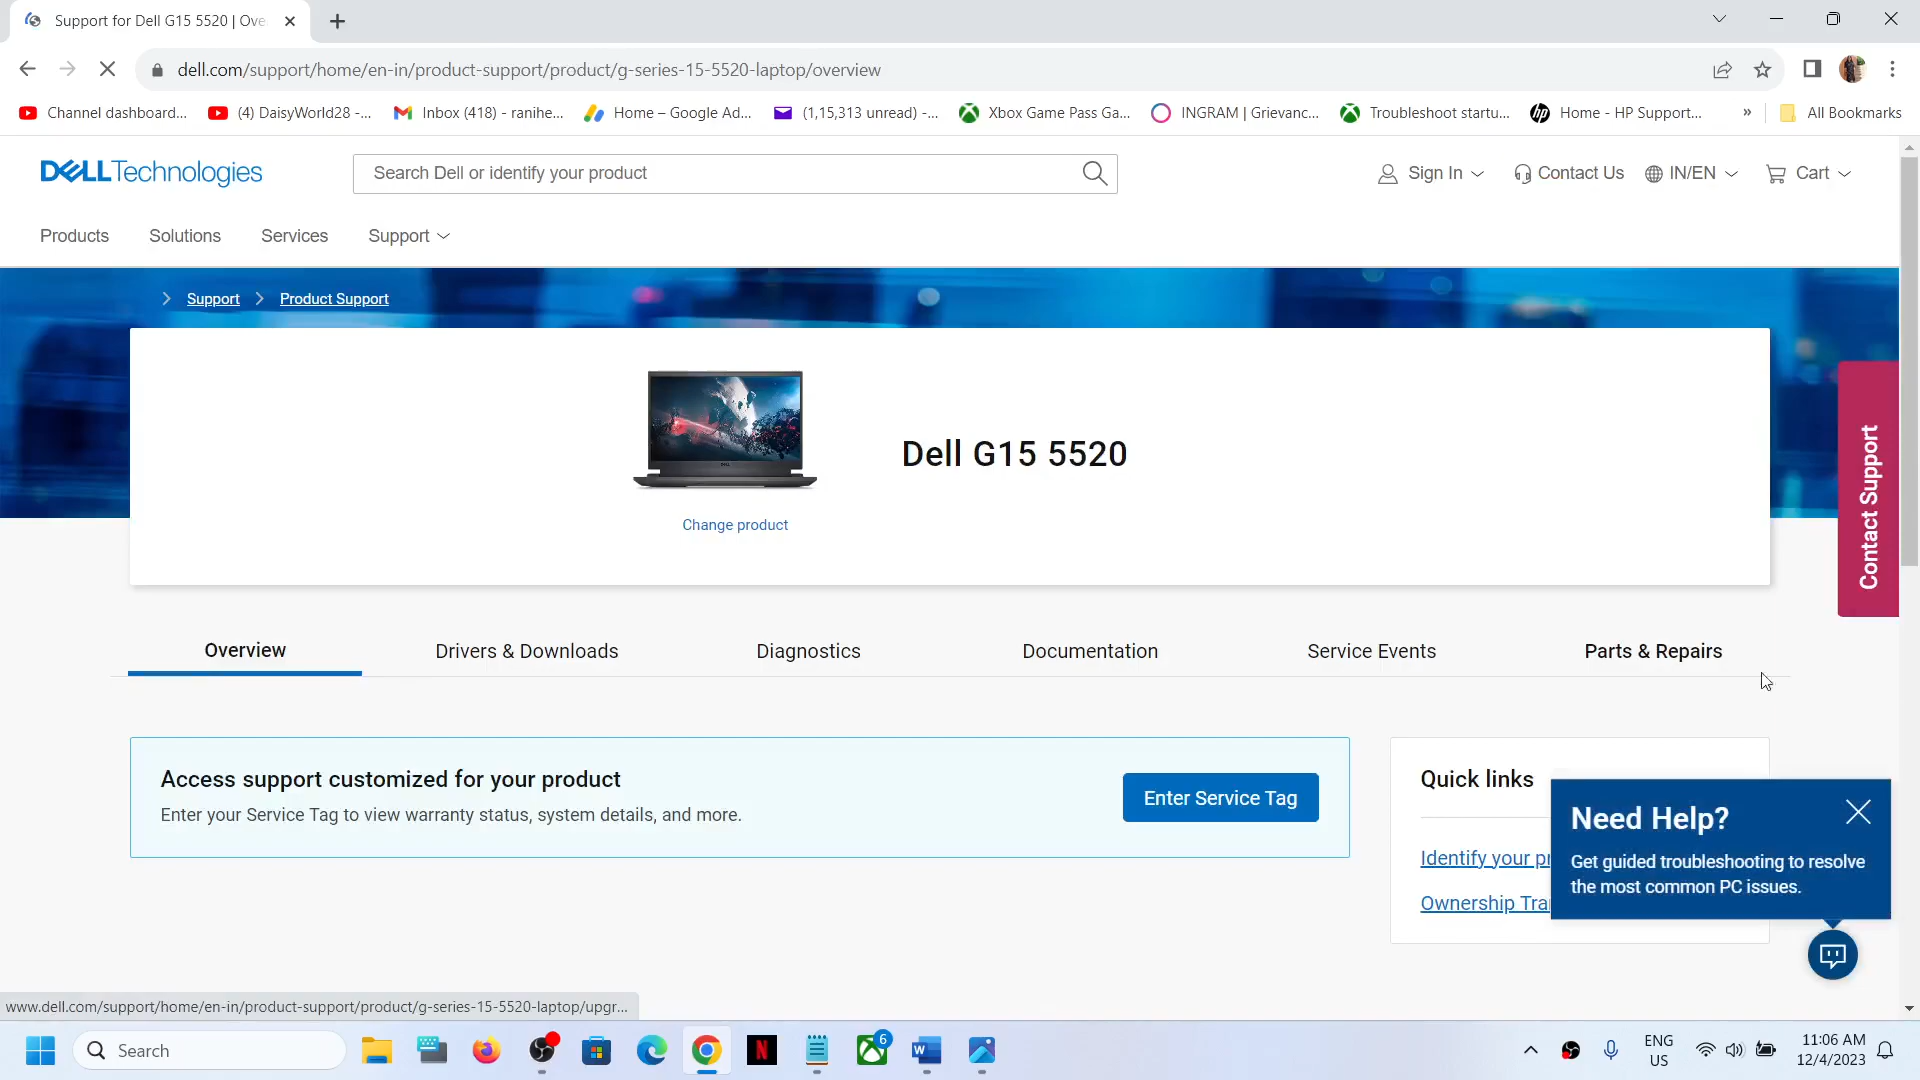 Support for Dell G15 5520 | Ove
dell.com/support/home/en-in/product-support/product/g-series-15-5520-laptop/overview
Channel dashboard... (4) DaisyWorld28 -... Inbox (418) - ranihe... Home – Google Ad... (1,15,313 unread) -... Xbox Game Pass Ga... INGRAM | Grievanc... Troubleshoot startu... Home - HP Support... » All Bookmarks
DELLTechnologies Search Dell or identify your product Sign In Contact Us IN/EN Cart
Products Solutions Services Support
Support Product Support
Dell G15 5520
Change product
Contact Support
Overview Drivers & Downloads Diagnostics Documentation Service Events Parts & Repairs
Access support customized for your product
Enter your Service Tag to view warranty status, system details, and more.
Enter Service Tag
Quick links
Identify your pr
Ownership Tra
Need Help?
Get guided troubleshooting to resolve
the most common PC issues.
www.dell.com/support/home/en-in/product-support/product/g-series-15-5520-laptop/upgr...
Search
6
ENG
US
11:06 AM
12/4/2023